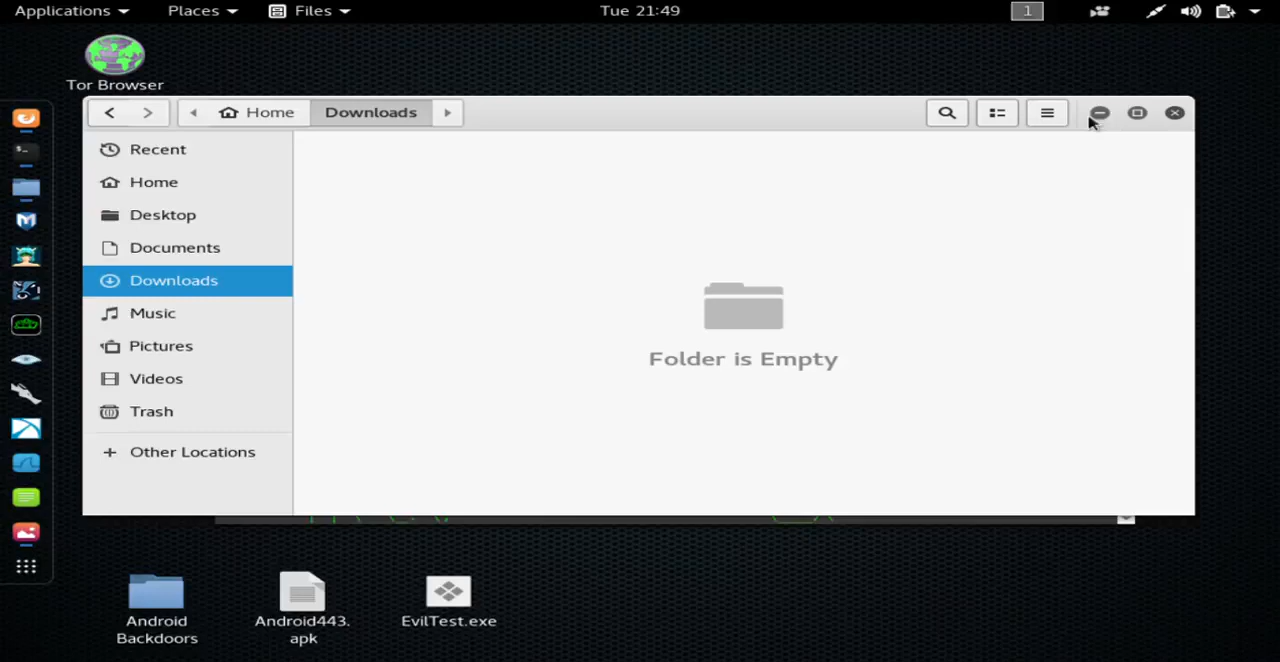 Applications Places Files Tue 21:49 1
Tor Browser
Home Downloads
Recent
Home
Desktop
Documents
Downloads
Music
Pictures
Videos
Trash
+ Other Locations
Folder is Empty
Android
Backdoors
Android443.
apk
EvilTest.exe